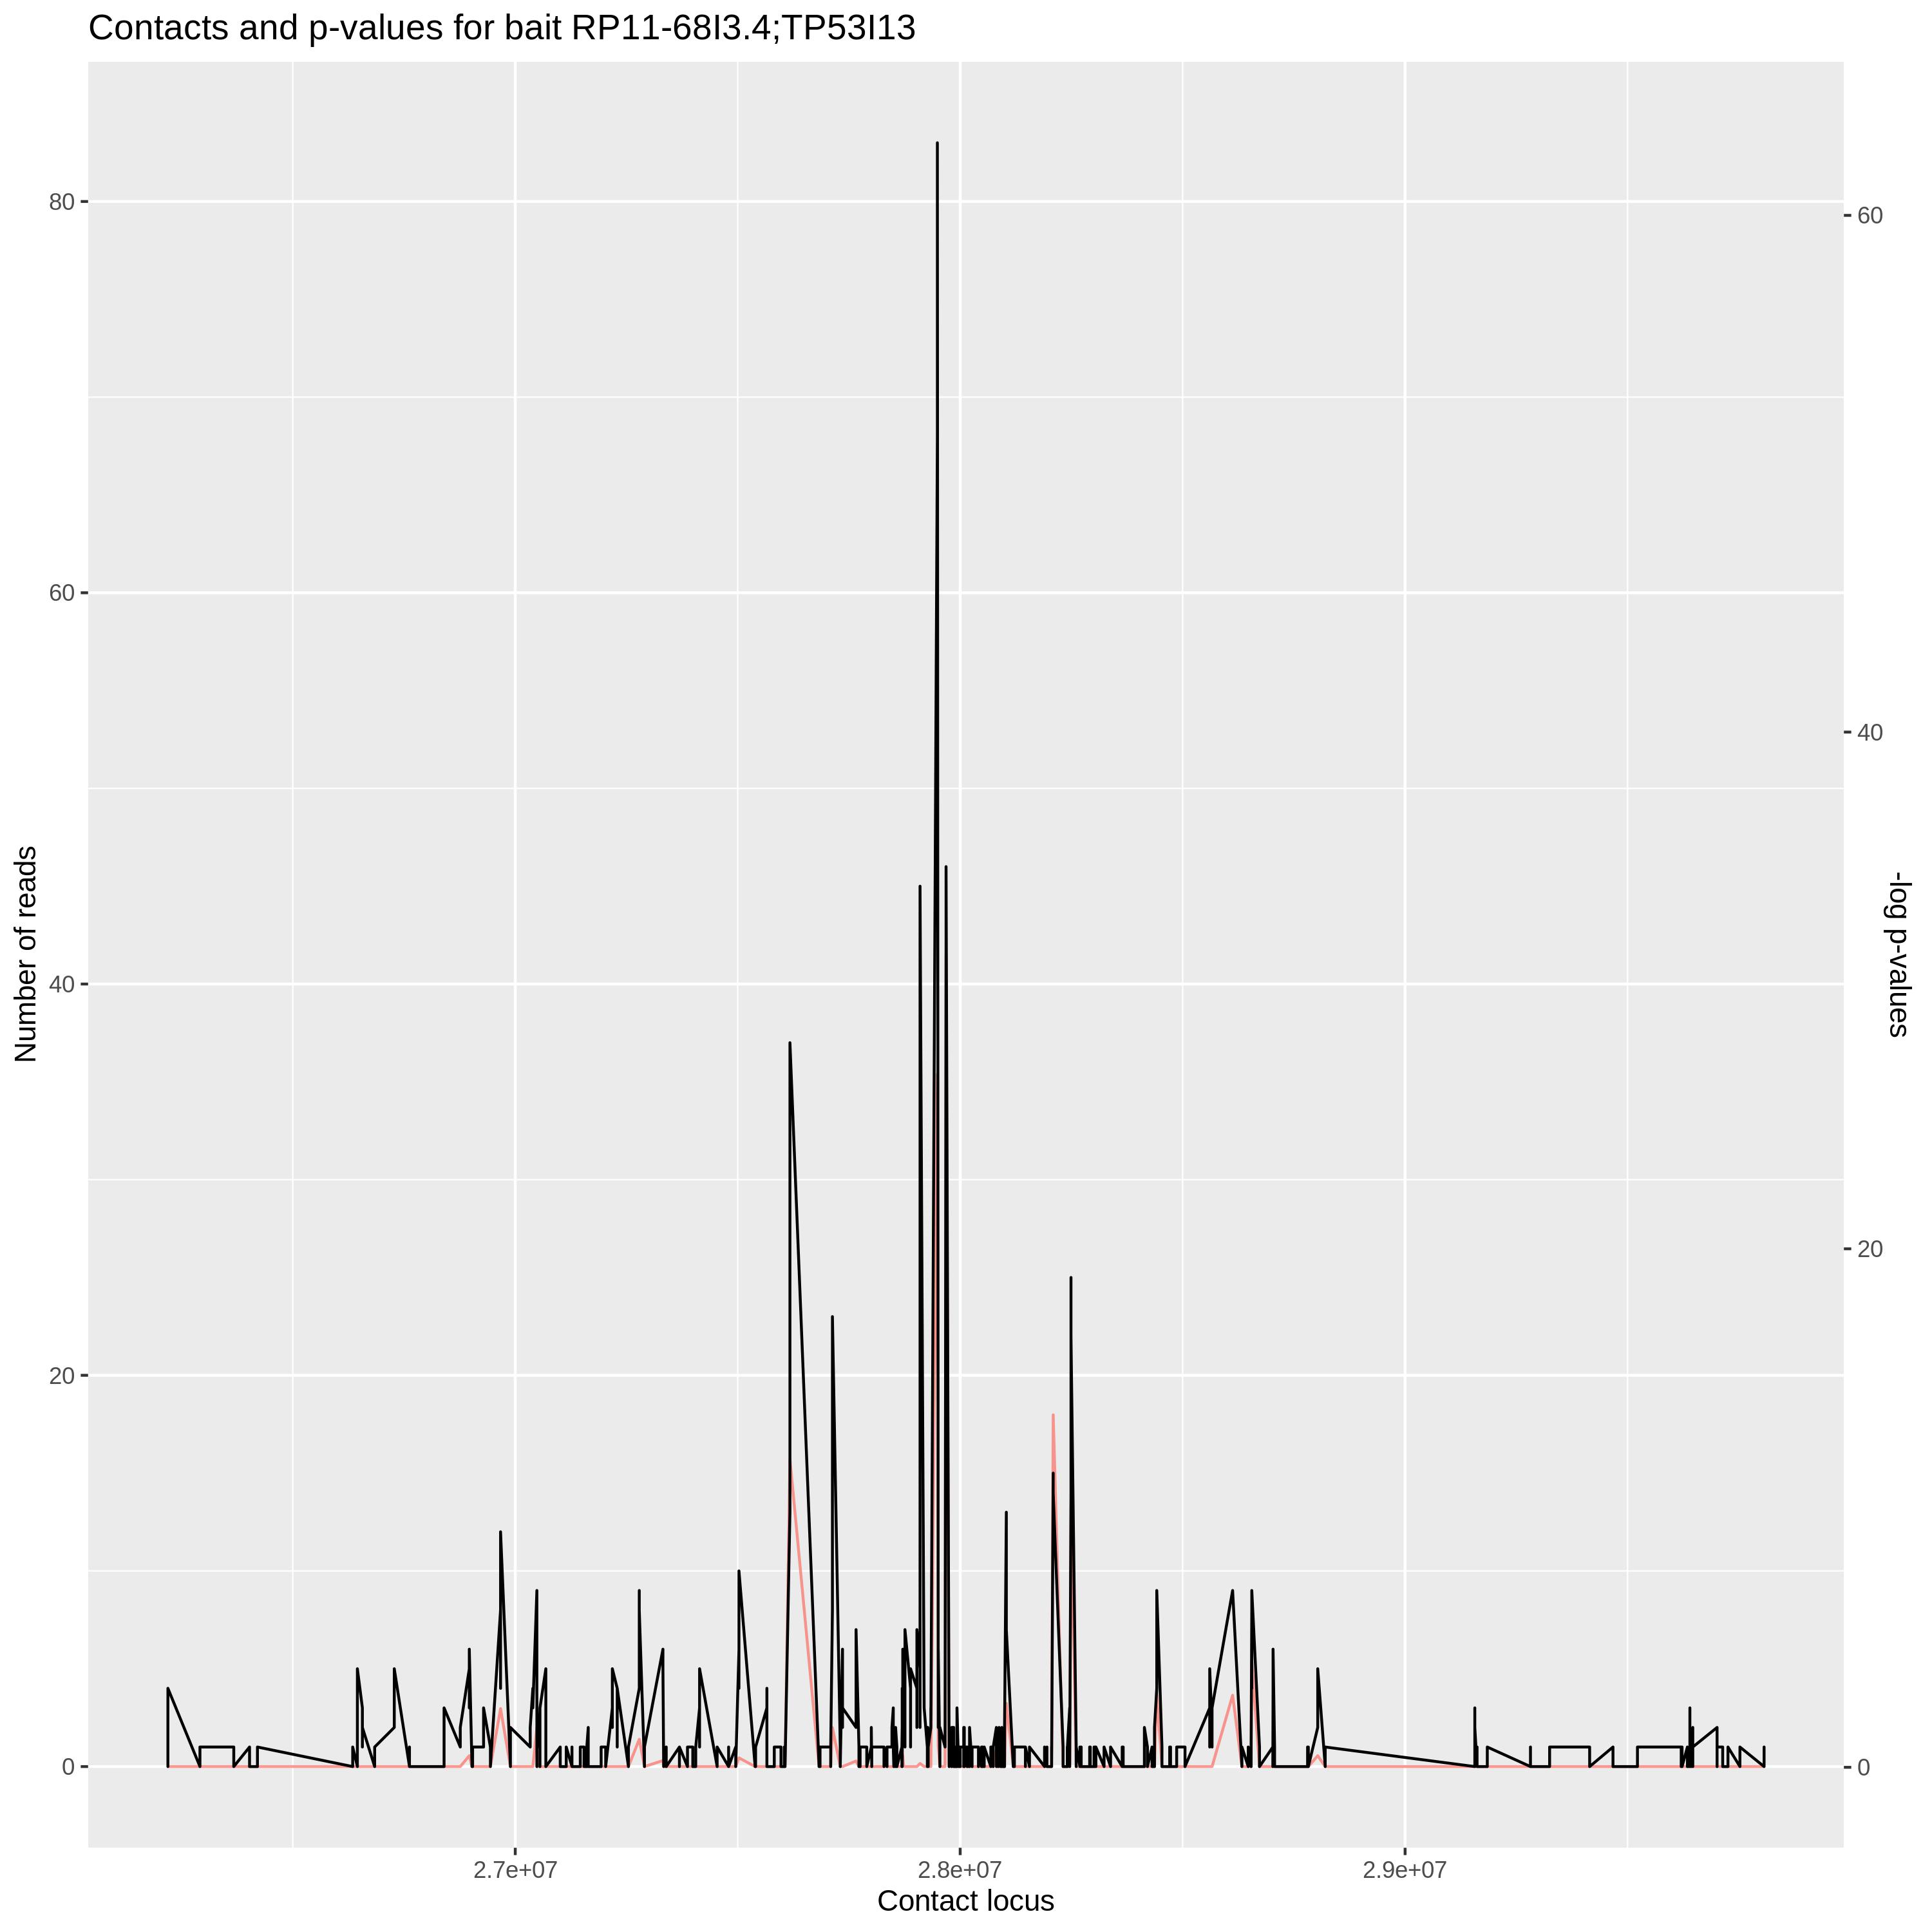 Contacts and p-values for bait RP11-68I3.4;TP53I13
80
60
40
20
0
Number of reads
60
40
20
0
-log p-values
2.7e+07
2.8e+07
2.9e+07
Contact locus